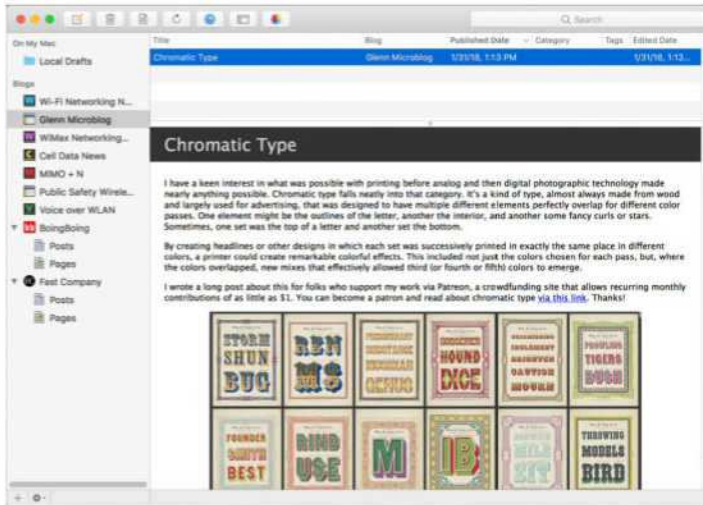 Search
On My Mac
Local Drafts
Blogs
Wi-Fi Networking N...
Glenn Microblog
WiMax Networking...
Cell Data News
MIMO + N
Public Safety Wirele...
Voice over WLAN
BoingBoing
Posts
Pages
Fast Company
Posts
Pages
Title Blog Published Date Category Tags Edited Date
Chromatic Type Glenn Microblog 1/31/18, 1:13 PM 1/31/18, 1:13...
Chromatic Type
I have a keen interest in what was possible with printing before analog and then digital photographic technology made
nearly anything possible. Chromatic type falls neatly into that category. It's a kind of type, almost always made from wood
and largely used for advertising, that was designed to have multiple different elements perfectly overlap for different color
passes. One element might be the outlines of the letter, another the interior, and another some fancy curls or stars.
Sometimes, one set was the top of a letter and another set the bottom.
By creating headlines or other designs in which each set was successively printed in exactly the same place in different
colors, a printer could create remarkable colorful effects. This included not just the colors chosen for each pass, but, where
the colors overlapped, new mixes that effectively allowed third (or fourth or fifth) colors to emerge.
I wrote a long post about this for folks who support my work via Patreon, a crowdfunding site that allows recurring monthly
contributions of as little as $1. You can become a patron and read about chromatic type via this link. Thanks!
STORM
SHUN
BUG
REN
MS
GENIUS
HOUND
DICE
BRIGHTEN
CAUTION
MOURN
PROWLING
TIGERS
RUSH
FOUNDER
SMITH
BEST
RIND
USE
M
IB
MILE
SIT
THROWING
MODELS
BIRD